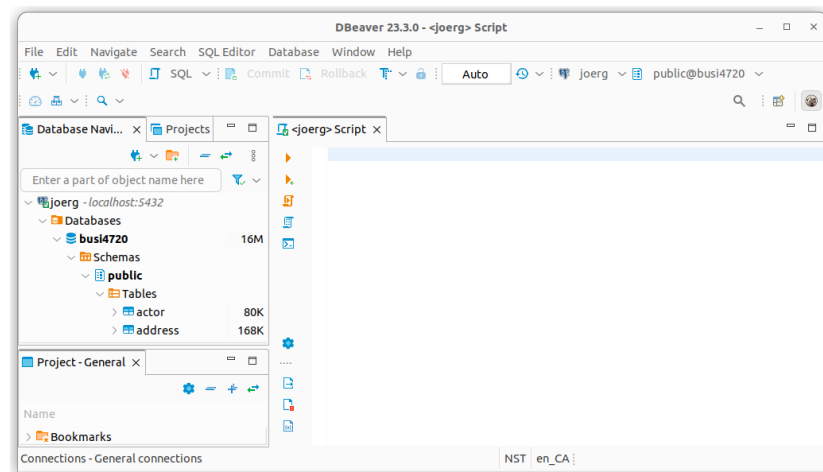 DBeaver 23.3.0 - <joerg> Script
File Edit Navigate Search SQL Editor Database Window Help
SQL Commit Rollback Auto joerg public@busi4720
Database Navi... Projects
<joerg> Script
Enter a part of object name here
joerg - localhost:5432
Databases
busi4720 16M
Schemas
public
Tables
actor 80K
address 168K
Project - General
Name
Bookmarks
Connections - General connections NST en_CA